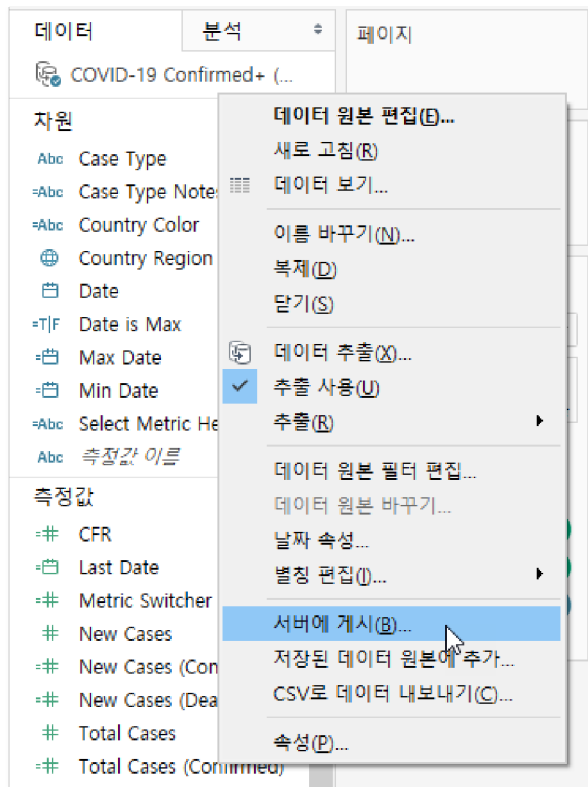 데이터
분석
페이지
COVID-19 Confirmed+ (...
차원
Abc Case Type
=Abc Case Type Note
=Abc Country Color
Country Region
Date
=T|F Date is Max
Max Date
Min Date
=Abc Select Metric He
Abc 측정값 이름
측정값
=# CFR
Last Date
=# Metric Switcher
# New Cases
=# New Cases (Con
=# New Cases (Dea
# Total Cases
=# Total Cases (Confirmed)
데이터 원본 편집(E)...
새로 고침(R)
데이터 보기...
이름 바꾸기(N)...
복제(D)
닫기(S)
데이터 추출(X)...
추출 사용(U)
추출(R)
데이터 원본 필터 편집...
데이터 원본 바꾸기...
날짜 속성...
별칭 편집(I)...
서버에 게시(B)...
저장된 데이터 원본에 추가...
CSV로 데이터 내보내기(C)...
속성(P)...